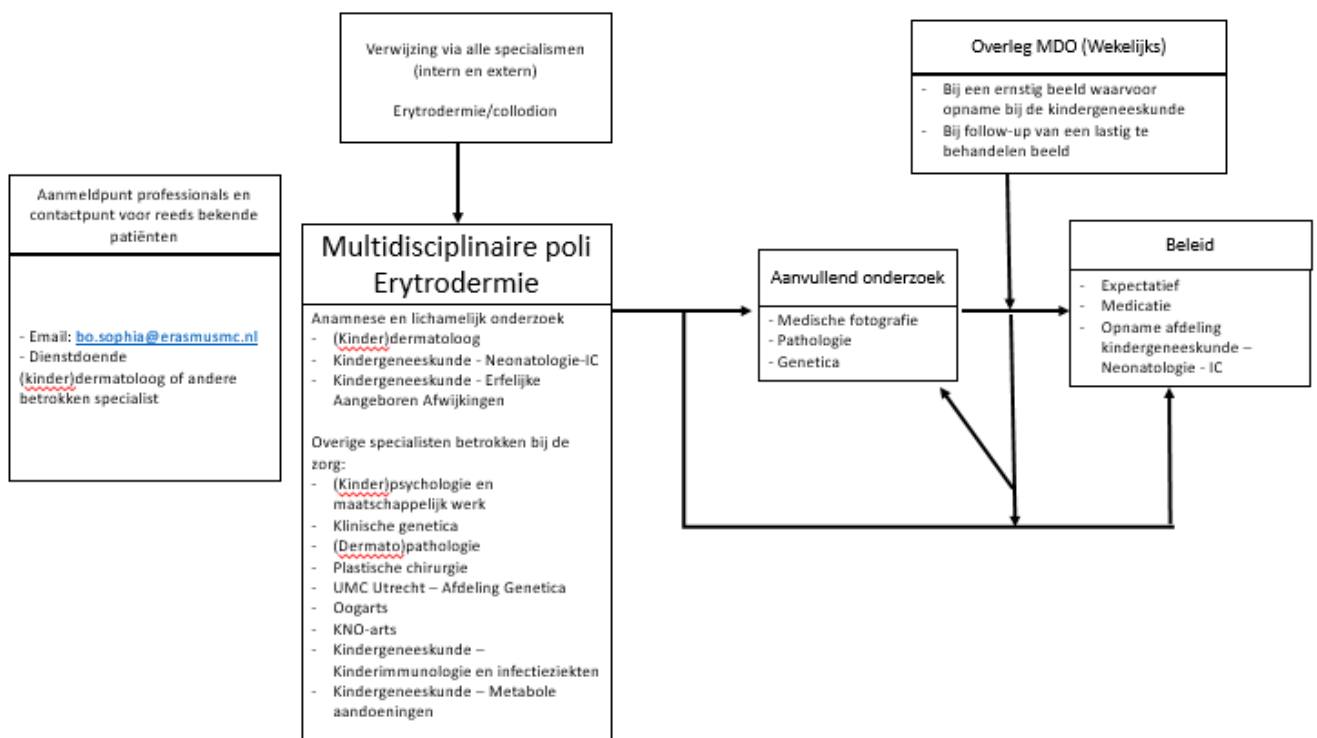 Verwijzing via alle specialismen
(intern en extern)
Erytrodermie/collodion
Overleg MDO (Wekelijks)
- Bij een ernstig beeld waarvoor
opname bij de kindergeneeskunde
- Bij follow-up van een lastig te
behandelen beeld
Aanmeldpunt professionals en
contactpunt voor reeds bekende
patiënten
- Email: bo.sophia@erasmusmc.nl
- Dienstdoende
(kinder)dermatoloog of andere
betrokken specialist
Multidisciplinaire poli
Erytrodermie
Anamnese en lichamelijk onderzoek
- (Kinder)dermatoloog
- Kindergeneeskunde - Neonatologie-IC
- Kindergeneeskunde - Erfelijke
Aangeboren Afwijkingen
Overige specialisten betrokken bij de
zorg:
- (Kinder)psychologie en
maatschappelijk werk
- Klinische genetica
- (Dermato)pathologie
- Plastische chirurgie
- UMC Utrecht – Afdeling Genetica
- Oogarts
- KNO-arts
- Kindergeneeskunde –
Kinderimmunologie en infectieziekten
- Kindergeneeskunde – Metabole
aandoeningen
Aanvullend onderzoek
- Medische fotografie
- Pathologie
- Genetica
Beleid
- Expectatief
- Medicatie
- Opname afdeling
kindergeneeskunde –
Neonatologie - IC